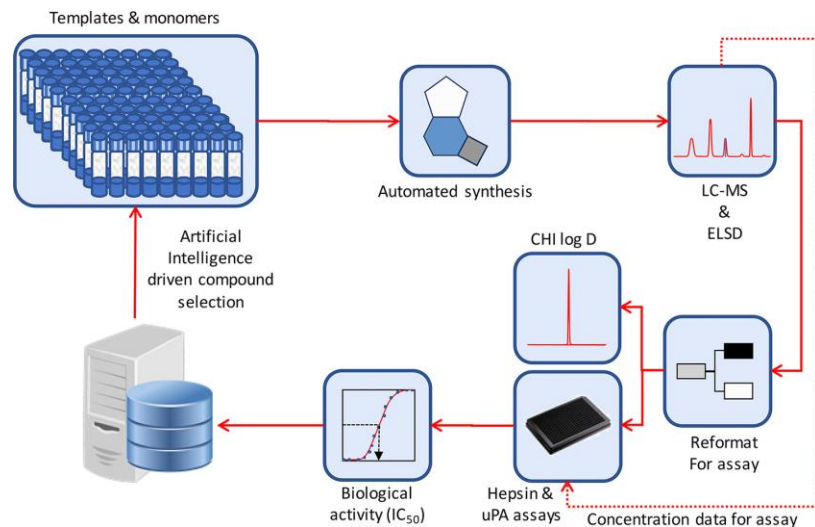 Templates & monomers
Automated synthesis
LC-MS
&
ELSD
Artificial
Intelligence
driven compound
selection
CHI log D
Reformat
For assay
Biological
activity (IC₅₀)
Hepsin &
uPA assays
Concentration data for assay